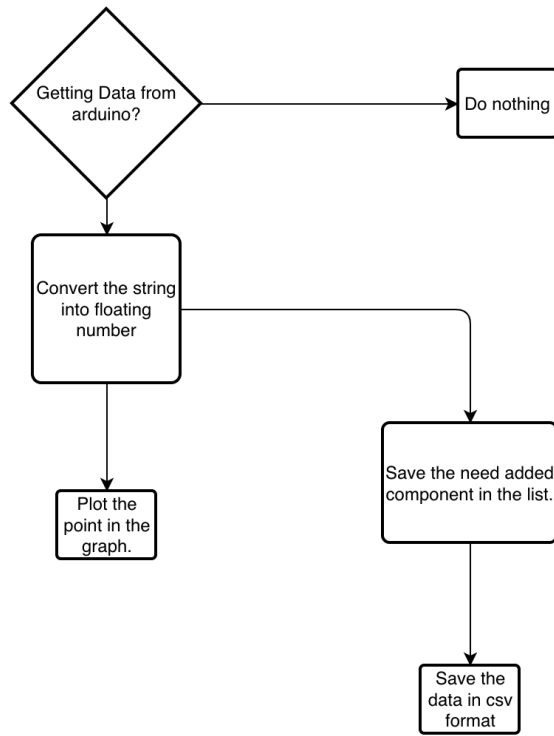 Getting Data from
arduino?
Do nothing
Convert the string
into floating
number
Save the need added
component in the list.
Plot the
point in the
graph.
Save the
data in csv
format